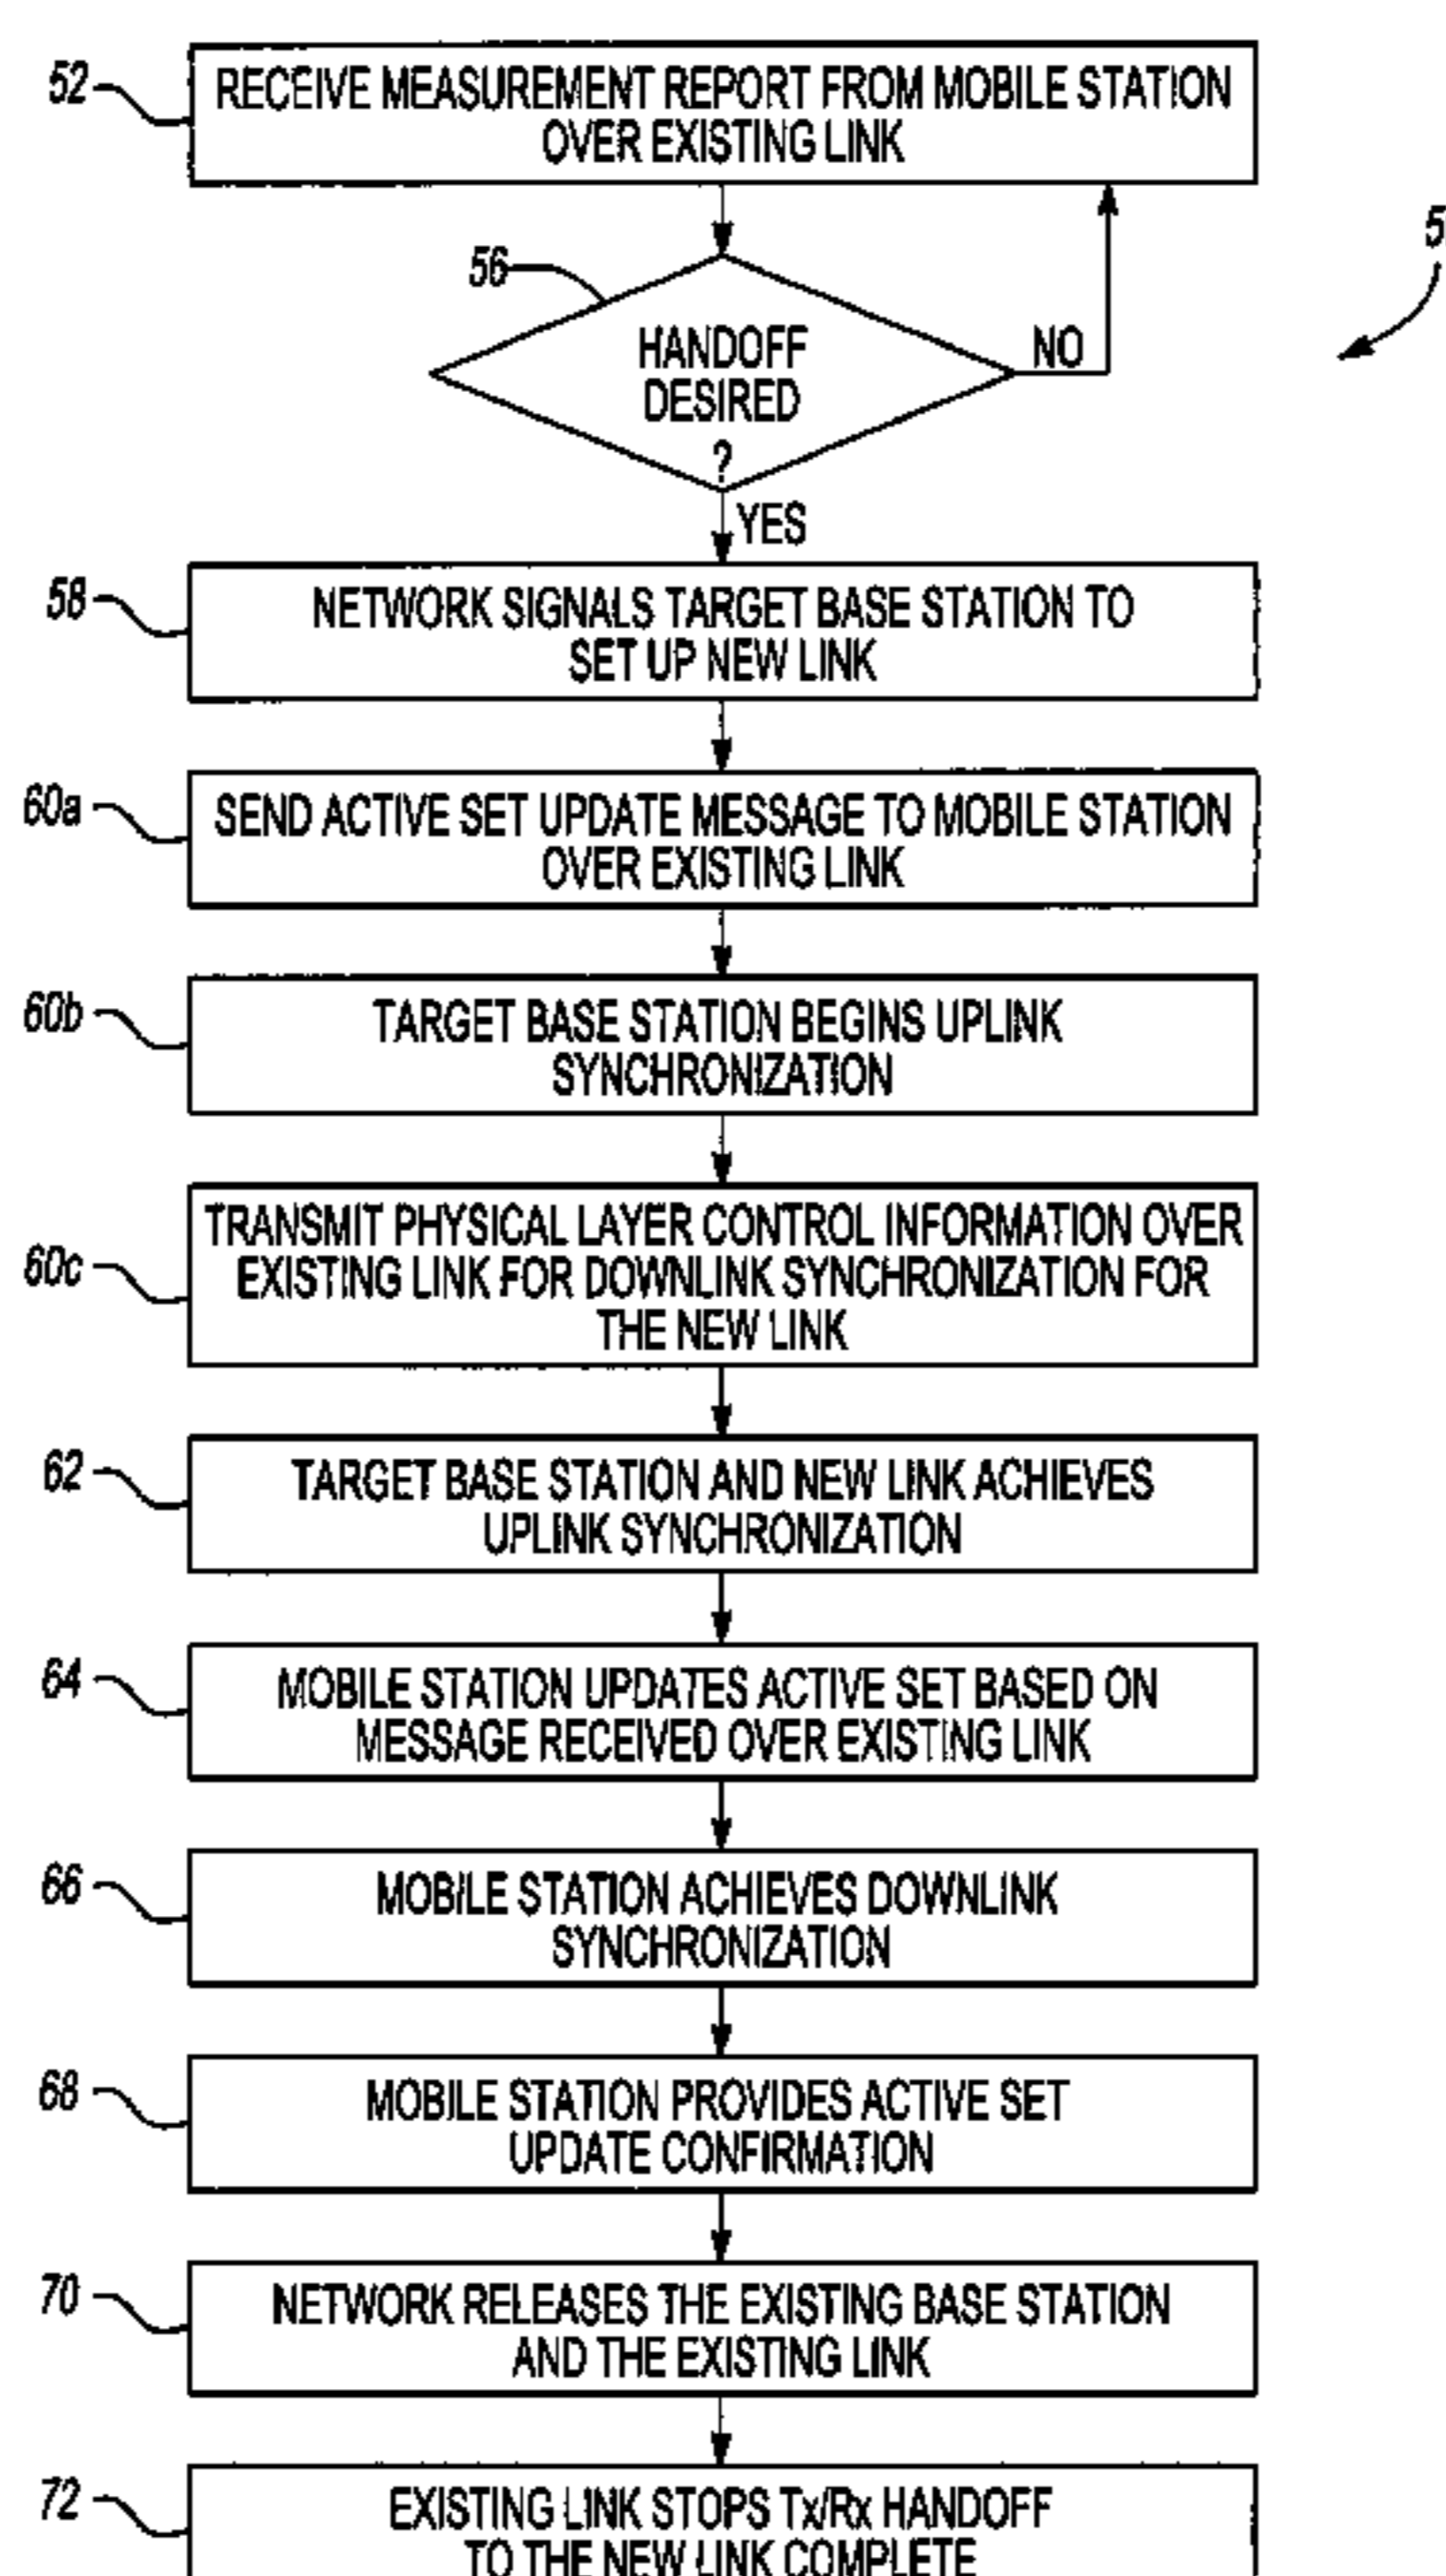 52
RECEIVE MEASUREMENT REPORT FROM MOBILE STATION
OVER EXISTING LINK
56
HANDOFF
DESIRED
?
NO
YES
58
NETWORK SIGNALS TARGET BASE STATION TO
SET UP NEW LINK
60a
SEND ACTIVE SET UPDATE MESSAGE TO MOBILE STATION
OVER EXISTING LINK
60b
TARGET BASE STATION BEGINS UPLINK
SYNCHRONIZATION
60c
TRANSMIT PHYSICAL LAYER CONTROL INFORMATION OVER
EXISTING LINK FOR DOWNLINK SYNCHRONIZATION FOR
THE NEW LINK
62
TARGET BASE STATION AND NEW LINK ACHIEVES
UPLINK SYNCHRONIZATION
64
MOBILE STATION UPDATES ACTIVE SET BASED ON
MESSAGE RECEIVED OVER EXISTING LINK
66
MOBILE STATION ACHIEVES DOWNLINK
SYNCHRONIZATION
68
MOBILE STATION PROVIDES ACTIVE SET
UPDATE CONFIRMATION
70
NETWORK RELEASES THE EXISTING BASE STATION
AND THE EXISTING LINK
72
EXISTING LINK STOPS Tx/Rx HANDOFF
TO THE NEW LINK COMPLETE